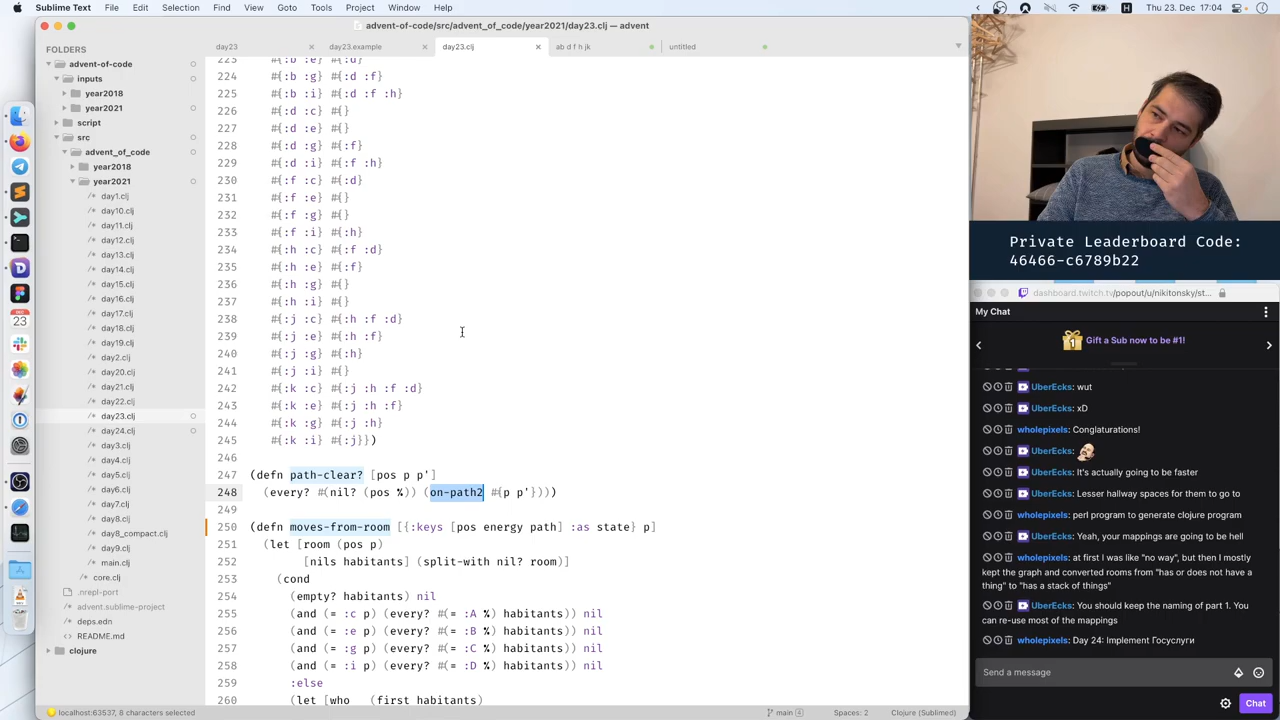 Sublime Text File Edit Selection Find View Goto Tools Project Window Help Thu 23. Dec 17:04
advent-of-code/src/advent_of_code/year2021/day23.clj — advent
FOLDERS
advent-of-code
inputs
year2018
year2021
script
src
advent_of_code
year2018
year2021
day1.clj
day10.clj
day11.clj
day12.clj
day13.clj
day14.clj
day15.clj
day16.clj
day17.clj
day18.clj
day19.clj
day2.clj
day20.clj
day21.clj
day22.clj
day23.clj
day24.clj
day3.clj
day4.clj
day5.clj
day6.clj
day7.clj
day8.clj
day8_compact.clj
day9.clj
main.clj
core.clj
.nrepl-port
advent.sublime-project
deps.edn
README.md
clojure
day23 day23.example day23.clj ab d f h jk untitled
223 #{:b :e} #{:d}
224 #{:b :g} #{:d :f}
225 #{:b :i} #{:d :f :h}
226 #{:d :c} #{}
227 #{:d :e} #{}
228 #{:d :g} #{:f}
229 #{:d :i} #{:f :h}
230 #{:f :c} #{:d}
231 #{:f :e} #{}
232 #{:f :g} #{}
233 #{:f :i} #{:h}
234 #{:h :c} #{:f :d}
235 #{:h :e} #{:f}
236 #{:h :g} #{}
237 #{:h :i} #{}
238 #{:j :c} #{:h :f :d}
239 #{:j :e} #{:h :f}
240 #{:j :g} #{:h}
241 #{:j :i} #{}
242 #{:k :c} #{:j :h :f :d}
243 #{:k :e} #{:j :h :f}
244 #{:k :g} #{:j :h}
245 #{:k :i} #{:j}})
246
247 (defn path-clear? [pos p p']
248 (every? #(nil? (pos %)) (on-path2 #{p p'})))
249
250 (defn moves-from-room [{:keys [pos energy path] :as state} p]
251 (let [room (pos p)
252 [nils habitants] (split-with nil? room)]
253 (cond
254 (empty? habitants) nil
255 (and (= :c p) (every? #(= :A %) habitants)) nil
256 (and (= :e p) (every? #(= :B %) habitants)) nil
257 (and (= :g p) (every? #(= :C %) habitants)) nil
258 (and (= :i p) (every? #(= :D %) habitants)) nil
259 :else
260 (let [who (first habitants)
localhost:63537, 8 characters selected main 4 Spaces: 2 Clojure (Sublimed)
Private Leaderboard Code:
46466-c6789b22
dashboard.twitch.tv/popout/u/nikitonsky/st...
My Chat
1 Gift a Sub now to be #1!
UberEcks: wut
UberEcks: xD
wholepixels: Conglaturations!
UberEcks:
UberEcks: It's actually going to be faster
UberEcks: Lesser hallway spaces for them to go to
wholepixels: perl program to generate clojure program
UberEcks: Yeah, your mappings are going to be hell
wholepixels: at first I was like "no way", but then I mostly
kept the graph and converted rooms from "has or does not have a
thing" to "has a stack of things"
UberEcks: You should keep the naming of part 1. You
can re-use most of the mappings
wholepixels: Day 24: Implement Госуслуги
Send a message
Chat